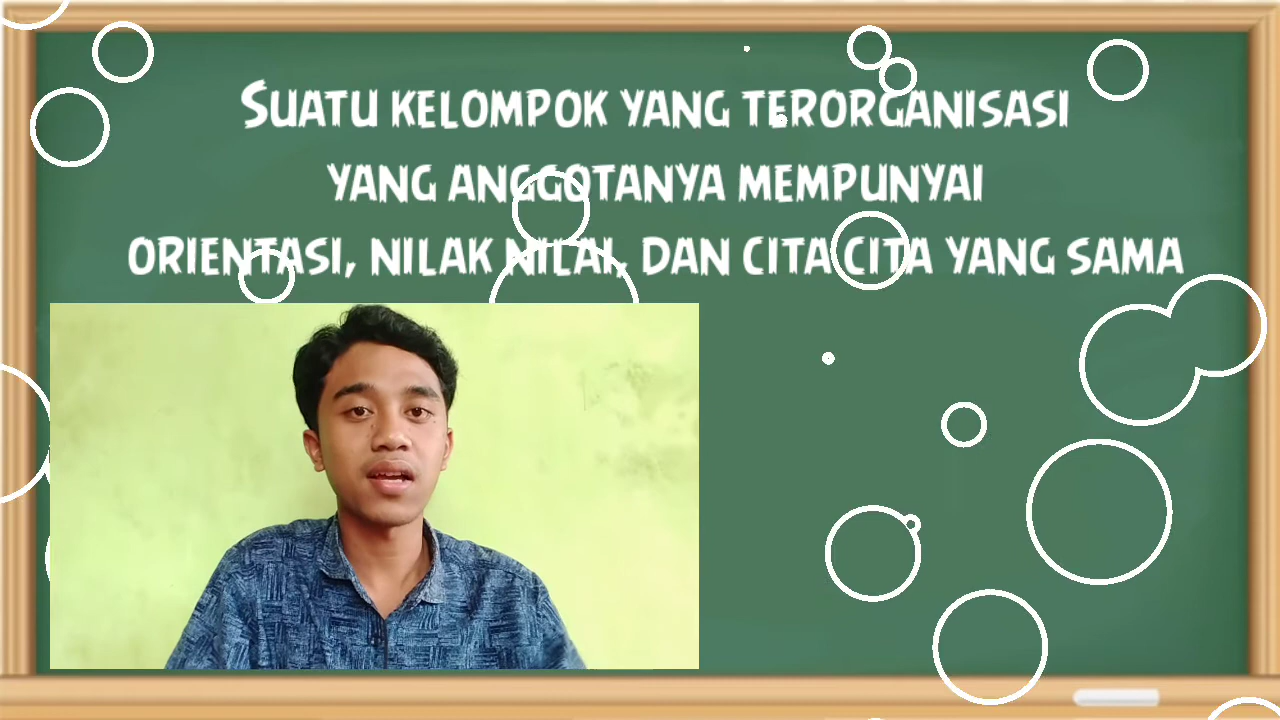 Suatu kelompok yang terorganisasi
yang anggotanya mempunyai
orientasi, nilak nilai, dan cita cita yang sama